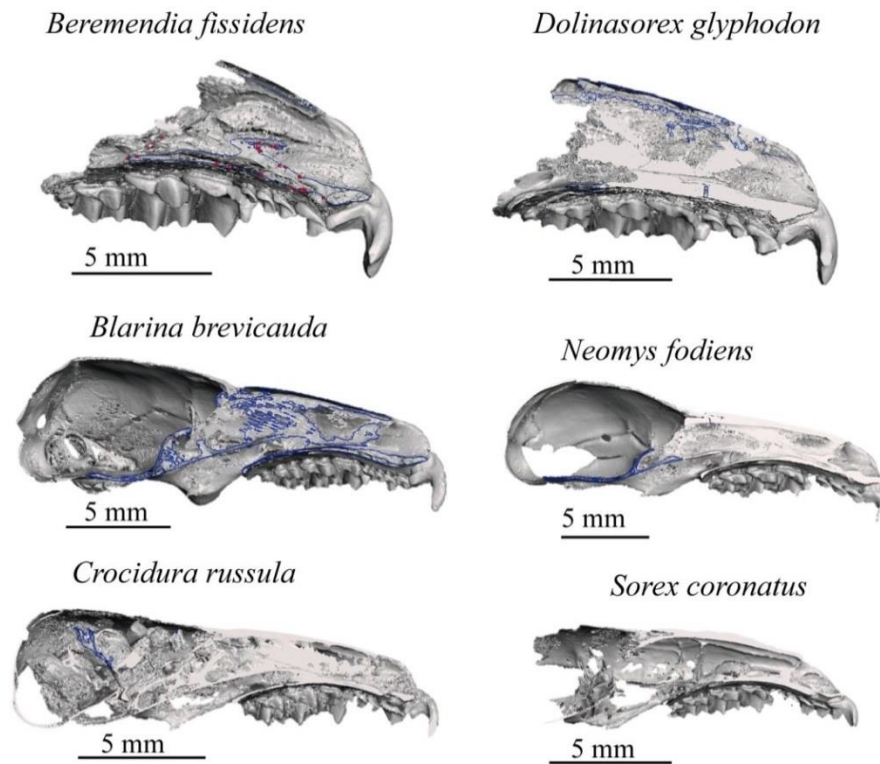 Beremendia fissidens
Dolinasorex glyphodon
5 mm
5 mm
Blarina brevicauda
Neomys fodiens
5 mm
5 mm
Crocidura russula
Sorex coronatus
5 mm
5 mm